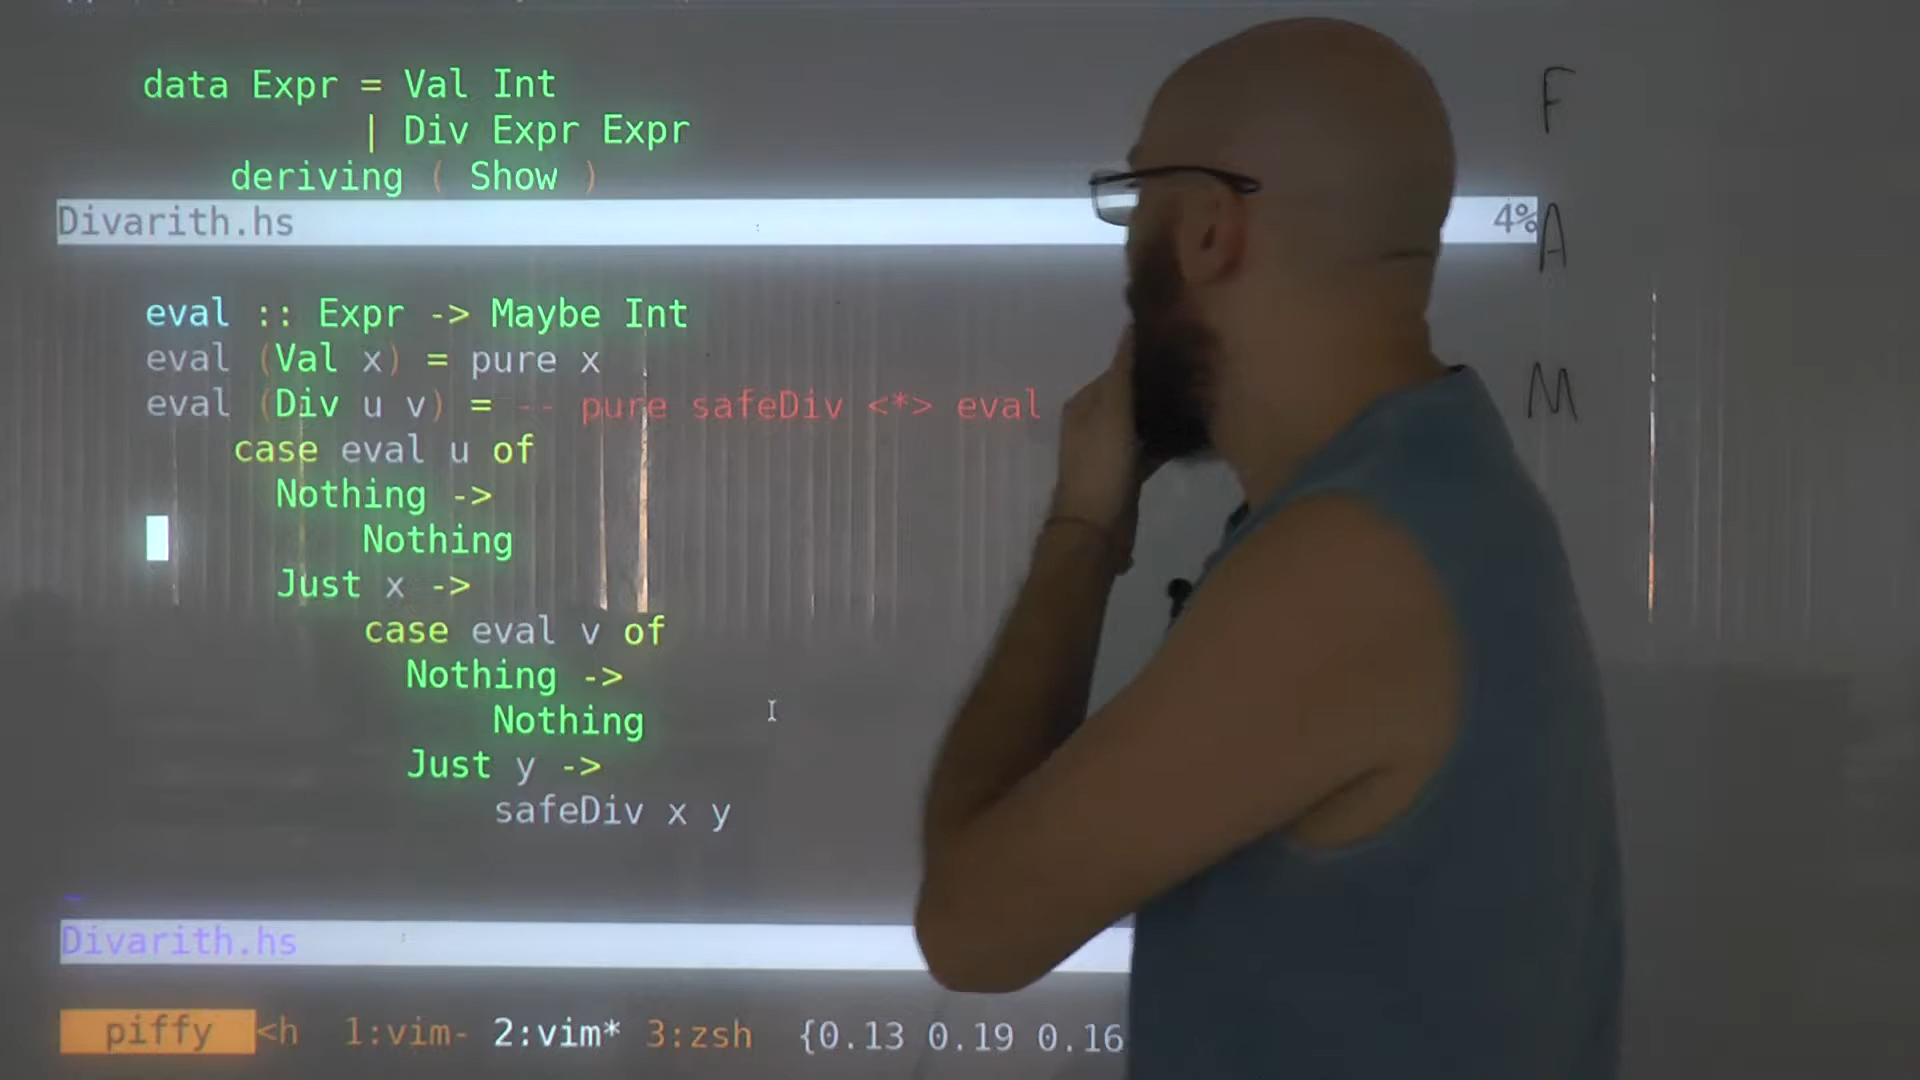 data Expr = Val Int
| Div Expr Expr
deriving ( Show )
Divarith.hs 4%
eval :: Expr -> Maybe Int
eval (Val x) = pure x
eval (Div u v) = -- pure safeDiv <*> eval
case eval u of
Nothing ->
Nothing
Just x ->
case eval v of
Nothing ->
Nothing
Just y ->
safeDiv x y
~
Divarith.hs
piffy <h 1:vim- 2:vim* 3:zsh {0.13 0.19 0.16
F
A
M